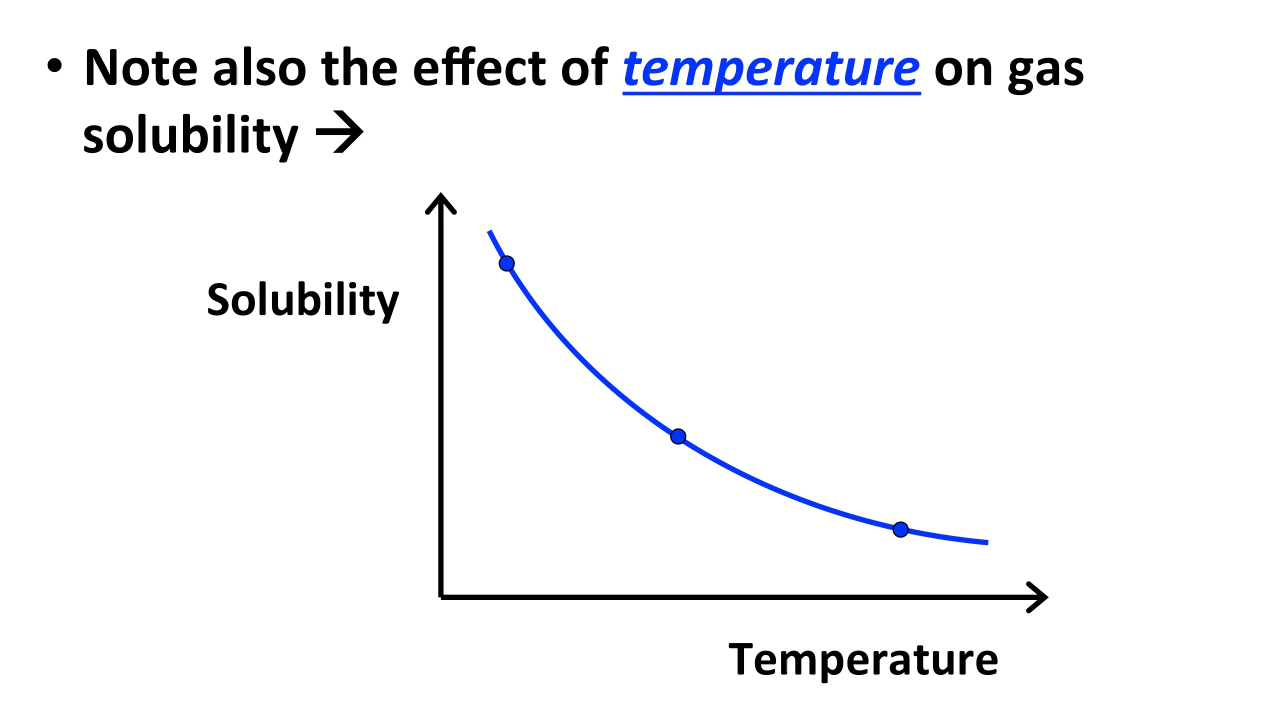 • Note also the effect of temperature on gas
solubility →
Solubility
Temperature